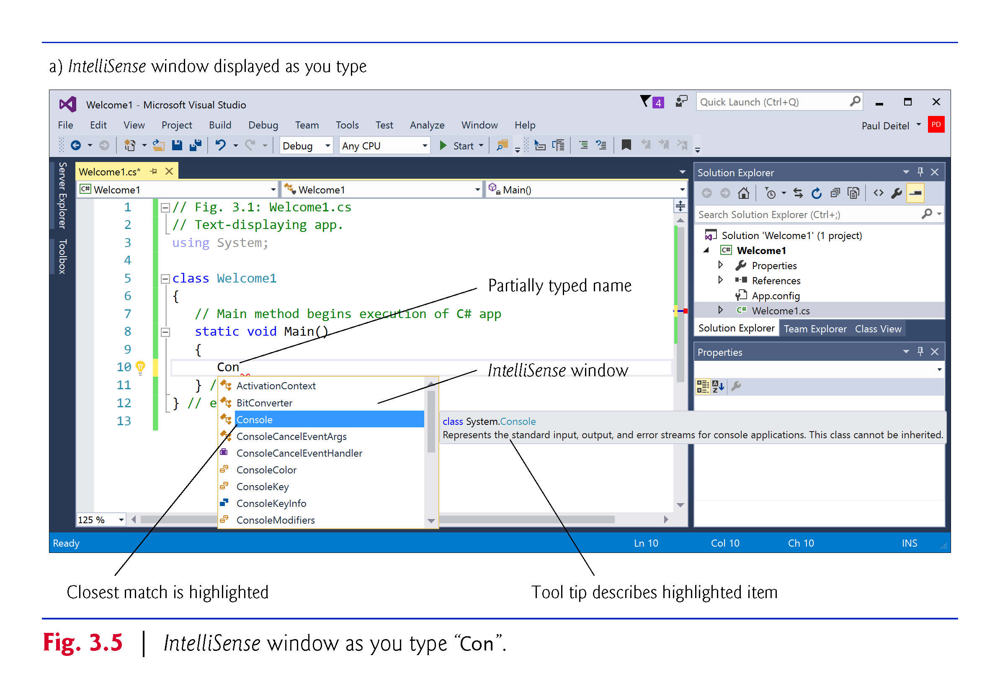 a) IntelliSense window displayed as you type
Welcome1 - Microsoft Visual Studio
4
Quick Launch (Ctrl+Q)
File Edit View Project Build Debug Team Tools Test Analyze Window Help
Paul Deitel
PD
Debug
Any CPU
Start
Server Explorer
Toolbox
Welcome1.cs*
C# Welcome1
Welcome1
Main()
1 // Fig. 3.1: Welcome1.cs
2 // Text-displaying app.
3 using System;
4
5 class Welcome1
6 {
7 // Main method begins execution of C# app
8 static void Main()
9 {
10 Con
11 } /
12 } // e
13
Partially typed name
IntelliSense window
ActivationContext
BitConverter
Console
ConsoleCancelEventArgs
ConsoleCancelEventHandler
ConsoleColor
ConsoleKey
ConsoleKeyInfo
ConsoleModifiers
class System.Console
Represents the standard input, output, and error streams for console applications. This class cannot be inherited.
125 %
Solution Explorer
Search Solution Explorer (Ctrl+;)
Solution 'Welcome1' (1 project)
C# Welcome1
Properties
References
App.config
C# Welcome1.cs
Solution Explorer Team Explorer Class View
Properties
Ready
Ln 10
Col 10
Ch 10
INS
Closest match is highlighted
Tool tip describes highlighted item
Fig. 3.5 | IntelliSense window as you type “Con”.